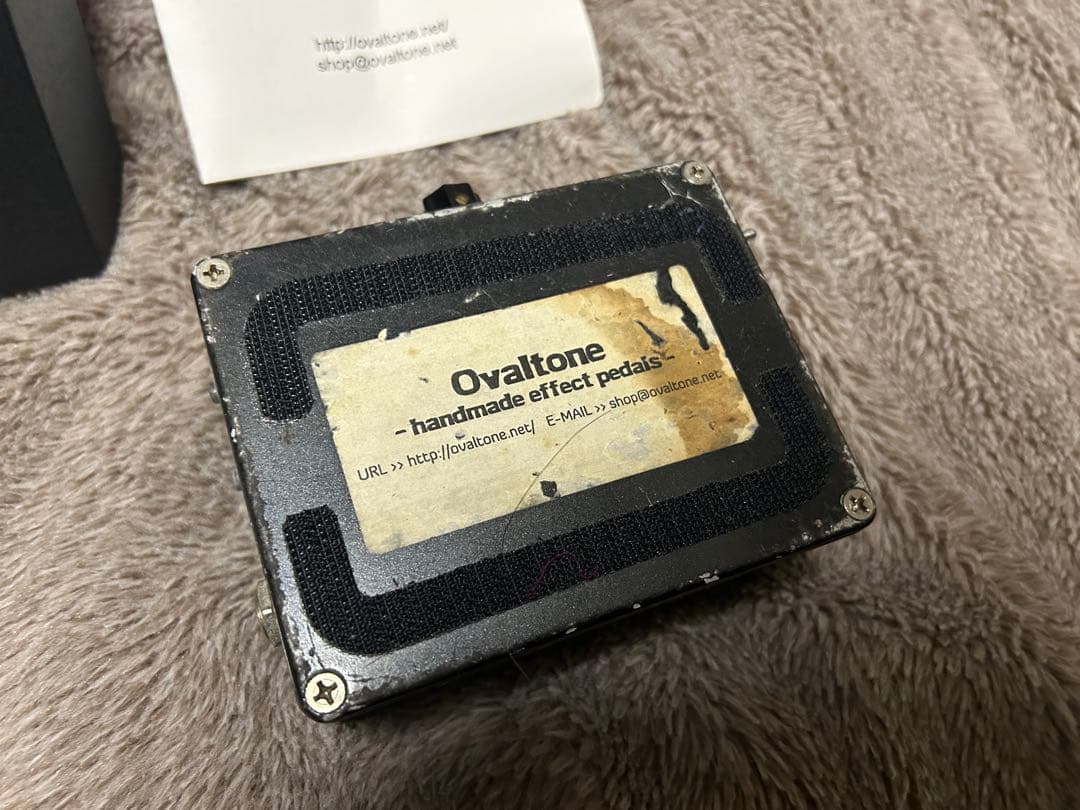 http://ovaltone.net/
shop@ovaltone.net
Ovaltone
- handmade effect pedals -
URL >> http://ovaltone.net/ E-MAIL >> shop@ovaltone.net